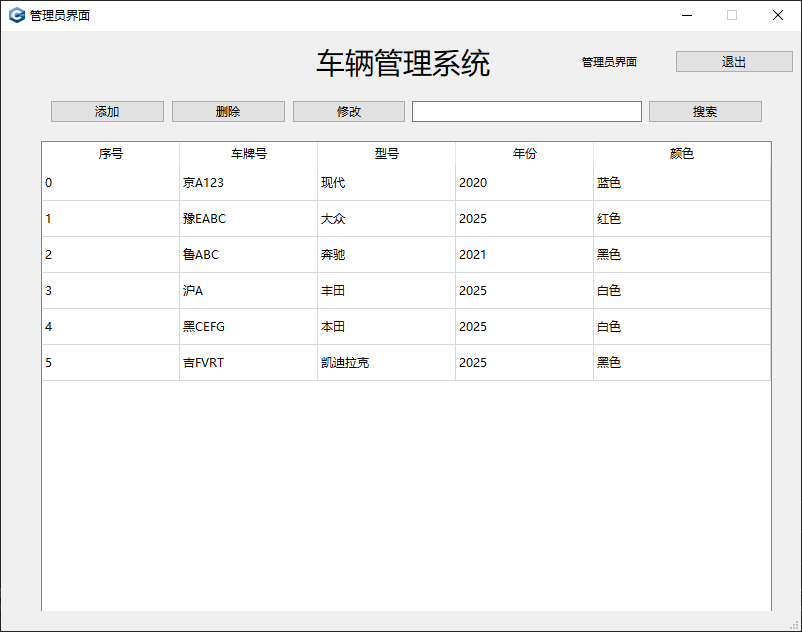 管理员界面
车辆管理系统 管理员界面 退出
添加 删除 修改 搜索
序号 车牌号 型号 年份 颜色
0 京A123 现代 2020 蓝色
1 豫EABC 大众 2025 红色
2 鲁ABC 奔驰 2021 黑色
3 沪A 丰田 2025 白色
4 黑CEFG 本田 2025 白色
5 吉FVRT 凯迪拉克 2025 黑色